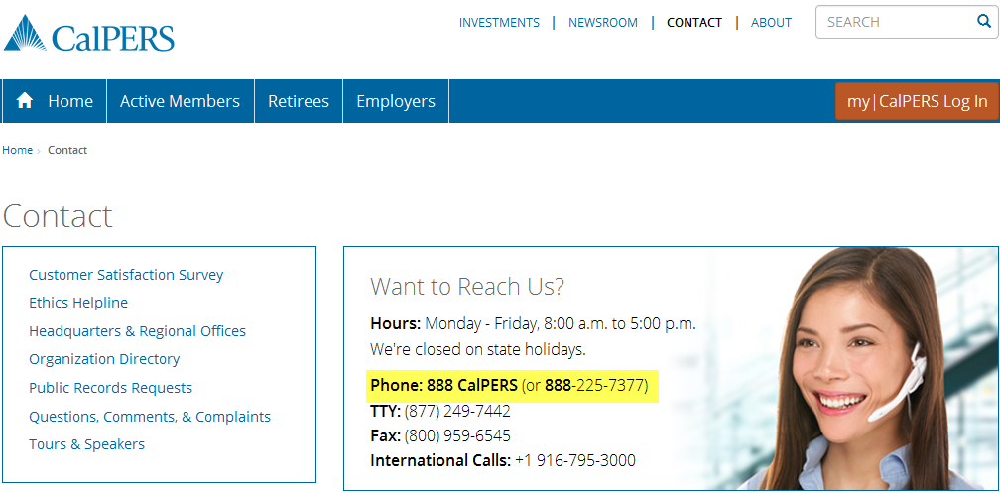 CalPERS
INVESTMENTS | NEWSROOM | CONTACT | ABOUT
SEARCH
Home
Active Members
Retirees
Employers
my|CalPERS Log In
Home › Contact
Contact
Customer Satisfaction Survey
Ethics Helpline
Headquarters & Regional Offices
Organization Directory
Public Records Requests
Questions, Comments, & Complaints
Tours & Speakers
Want to Reach Us?
Hours: Monday - Friday, 8:00 a.m. to 5:00 p.m.
We're closed on state holidays.
Phone: 888 CalPERS (or 888-225-7377)
TTY: (877) 249-7442
Fax: (800) 959-6545
International Calls: +1 916-795-3000